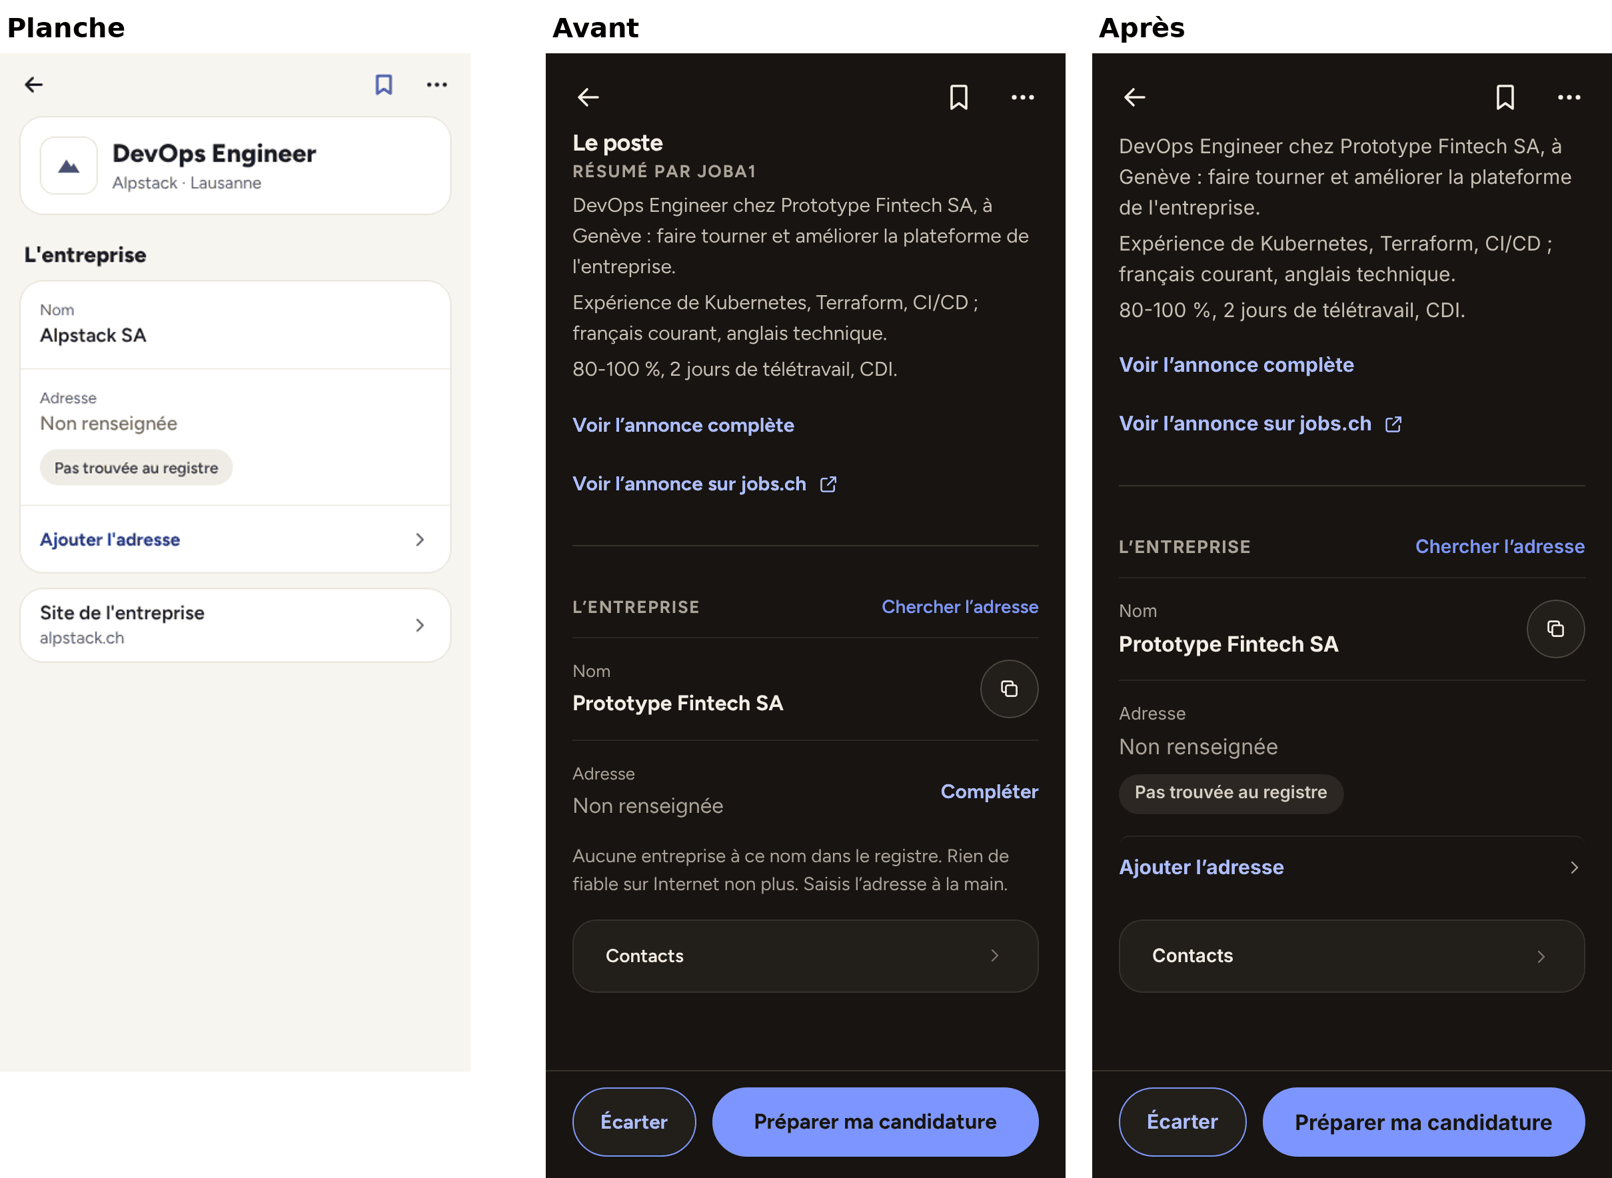 Planche
DevOps Engineer
Alpstack · Lausanne
L'entreprise
Nom
Alpstack SA
Adresse
Non renseignée
Pas trouvée au registre
Ajouter l'adresse
Site de l'entreprise
alpstack.ch
Avant
Le poste
RÉSUMÉ PAR JOBA1
DevOps Engineer chez Prototype Fintech SA, à
Genève : faire tourner et améliorer la plateforme de
l'entreprise.
Expérience de Kubernetes, Terraform, CI/CD ;
français courant, anglais technique.
80-100 %, 2 jours de télétravail, CDI.
Voir l’annonce complète
Voir l’annonce sur jobs.ch
L’ENTREPRISE
Chercher l’adresse
Nom
Prototype Fintech SA
Adresse
Non renseignée
Compléter
Aucune entreprise à ce nom dans le registre. Rien de
fiable sur Internet non plus. Saisis l’adresse à la main.
Contacts
Écarter
Préparer ma candidature
Après
DevOps Engineer chez Prototype Fintech SA, à
Genève : faire tourner et améliorer la plateforme
de l'entreprise.
Expérience de Kubernetes, Terraform, CI/CD ;
français courant, anglais technique.
80-100 %, 2 jours de télétravail, CDI.
Voir l’annonce complète
Voir l’annonce sur jobs.ch
L’ENTREPRISE
Chercher l’adresse
Nom
Prototype Fintech SA
Adresse
Non renseignée
Pas trouvée au registre
Ajouter l’adresse
Contacts
Écarter
Préparer ma candidature